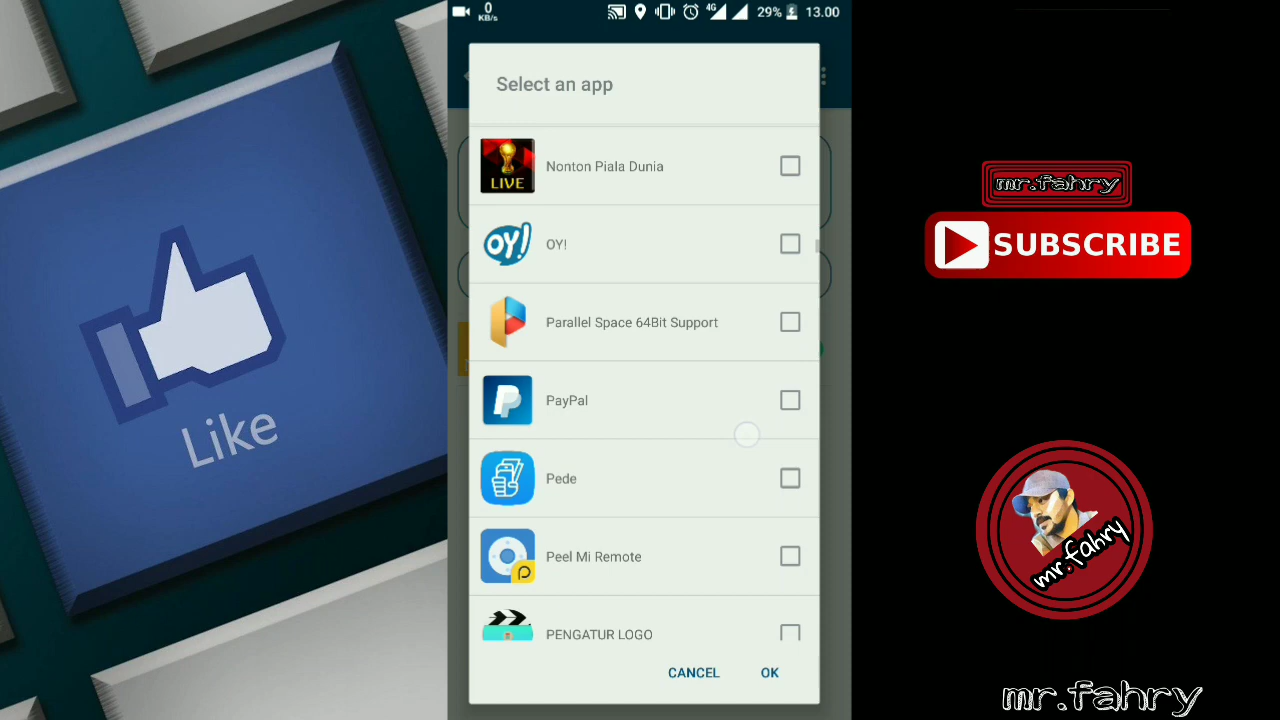 0
KB/s
4G
29%
13.00
Select an app
LIVE
Nonton Piala Dunia
OY!
OY!
Parallel Space 64Bit Support
PayPal
Pede
Peel Mi Remote
PENGATUR LOGO
CANCEL
OK
Like
mr.fahry
SUBSCRIBE
mr.fahry
mr.fahry